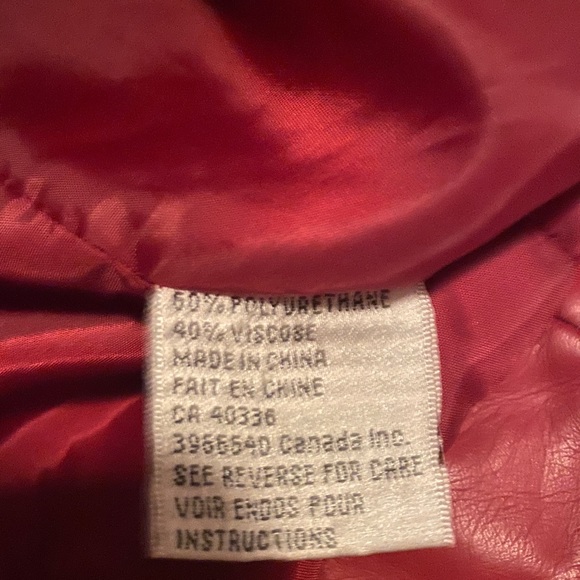 60% POLYURETHANE
40% VISCOSE
MADE IN CHINA
FAIT EN CHINE
CA 40336
3966540 Canada Inc.
SEE REVERSE FOR CARE
VOIR ENDOS POUR
INSTRUCTIONS